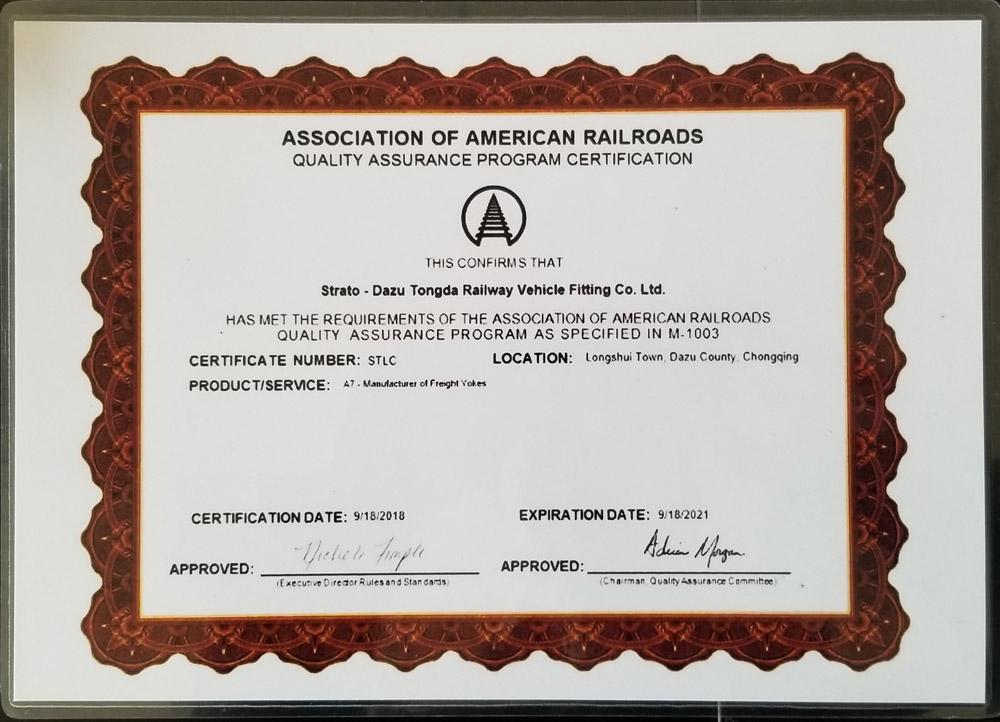 ASSOCIATION OF AMERICAN RAILROADS
QUALITY ASSURANCE PROGRAM CERTIFICATION
THIS CONFIRMS THAT
Strato - Dazu Tongda Railway Vehicle Fitting Co. Ltd.
HAS MET THE REQUIREMENTS OF THE ASSOCIATION OF AMERICAN RAILROADS
QUALITY ASSURANCE PROGRAM AS SPECIFIED IN M-1003
CERTIFICATE NUMBER: STLC LOCATION: Longshui Town, Dazu County, Chongqing
PRODUCT/SERVICE: A7 - Manufacturer of Freight Yokes
CERTIFICATION DATE: 9/18/2018 EXPIRATION DATE: 9/18/2021
APPROVED: APPROVED: Morgan
(Executive Director Rules and Standards) (Chairman, Quality Assurance Committee)